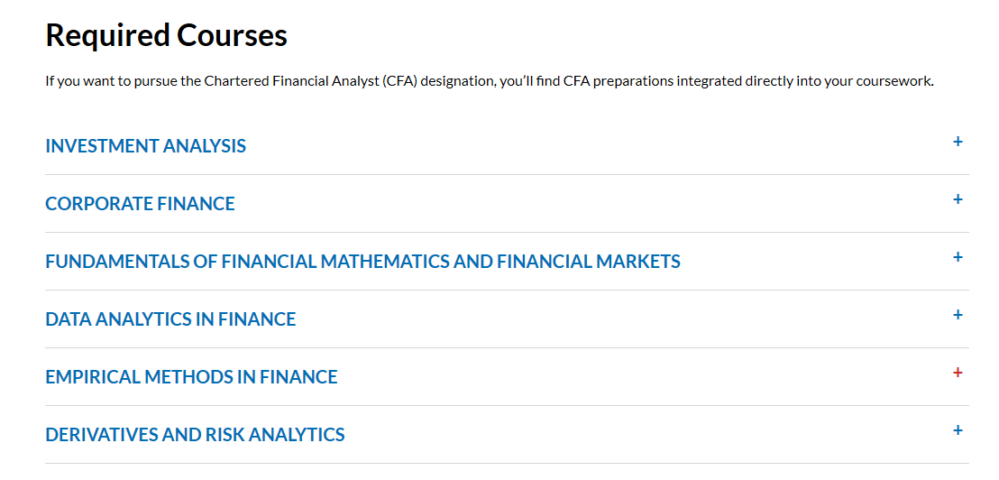 Required Courses
If you want to pursue the Chartered Financial Analyst (CFA) designation, you’ll find CFA preparations integrated directly into your coursework.
INVESTMENT ANALYSIS +
CORPORATE FINANCE +
FUNDAMENTALS OF FINANCIAL MATHEMATICS AND FINANCIAL MARKETS +
DATA ANALYTICS IN FINANCE +
EMPIRICAL METHODS IN FINANCE +
DERIVATIVES AND RISK ANALYTICS +